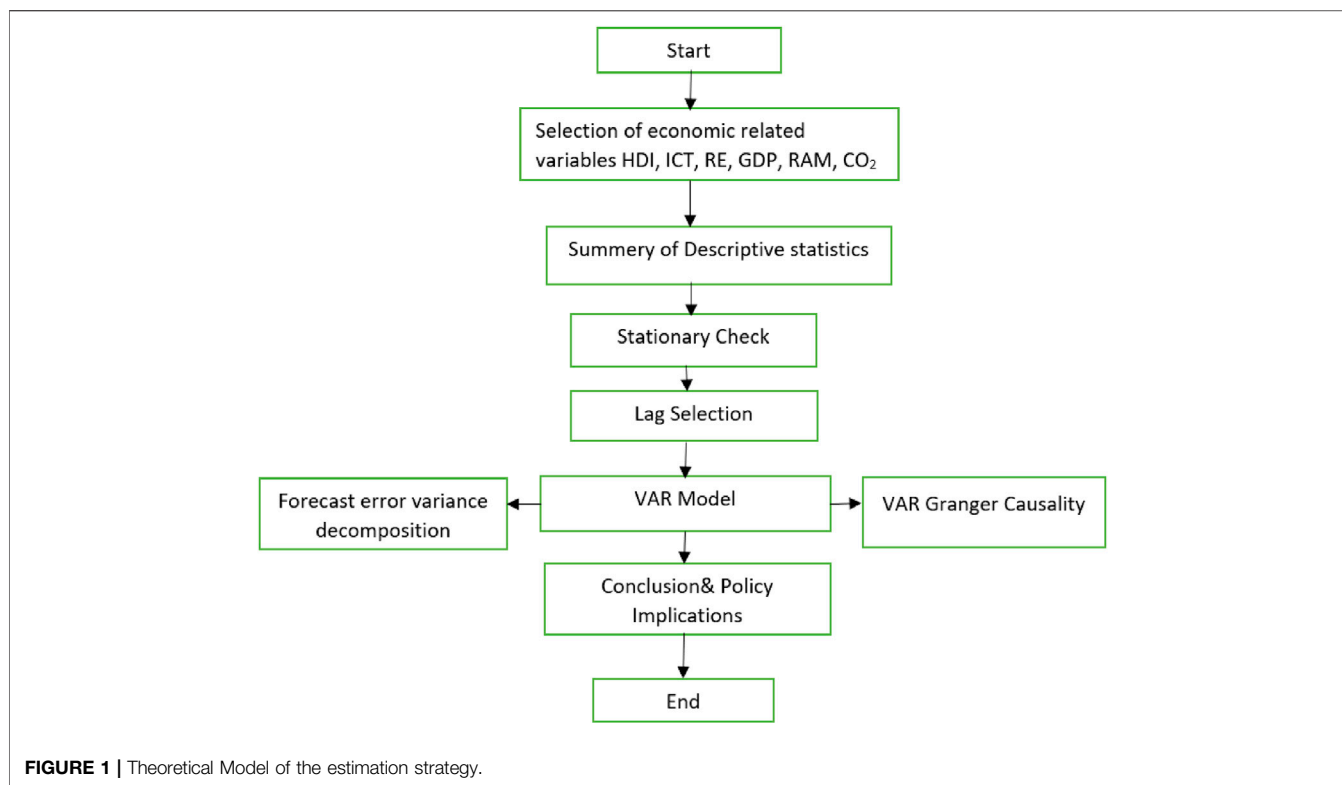 Start
Selection of economic related
variables HDI, ICT, RE, GDP, RAM, CO₂
Summery of Descriptive statistics
Stationary Check
Lag Selection
Forecast error variance
decomposition
VAR Model
VAR Granger Causality
Conclusion& Policy
Implications
End
FIGURE 1 | Theoretical Model of the estimation strategy.